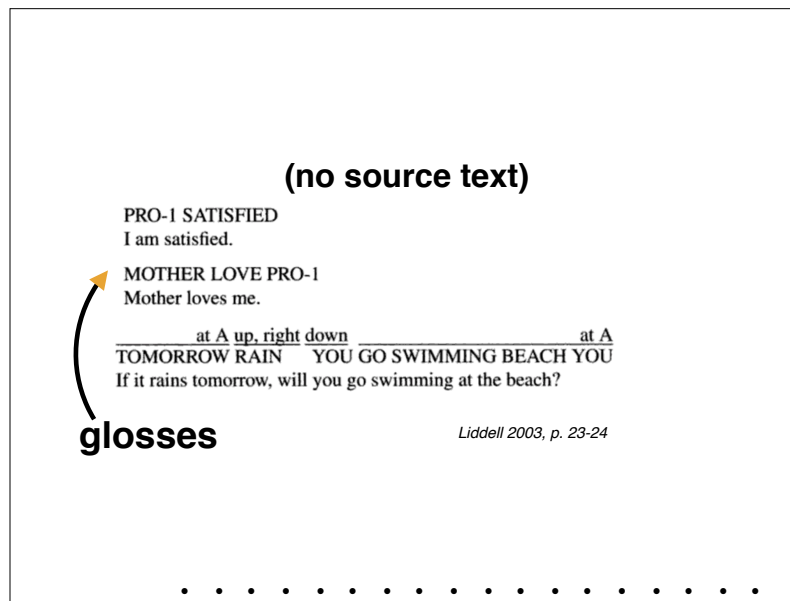 (no source text)
PRO-1 SATISFIED
I am satisfied.
MOTHER LOVE PRO-1
Mother loves me.
at A up, right down at A
TOMORROW RAIN YOU GO SWIMMING BEACH YOU
If it rains tomorrow, will you go swimming at the beach?
glosses
Liddell 2003, p. 23-24